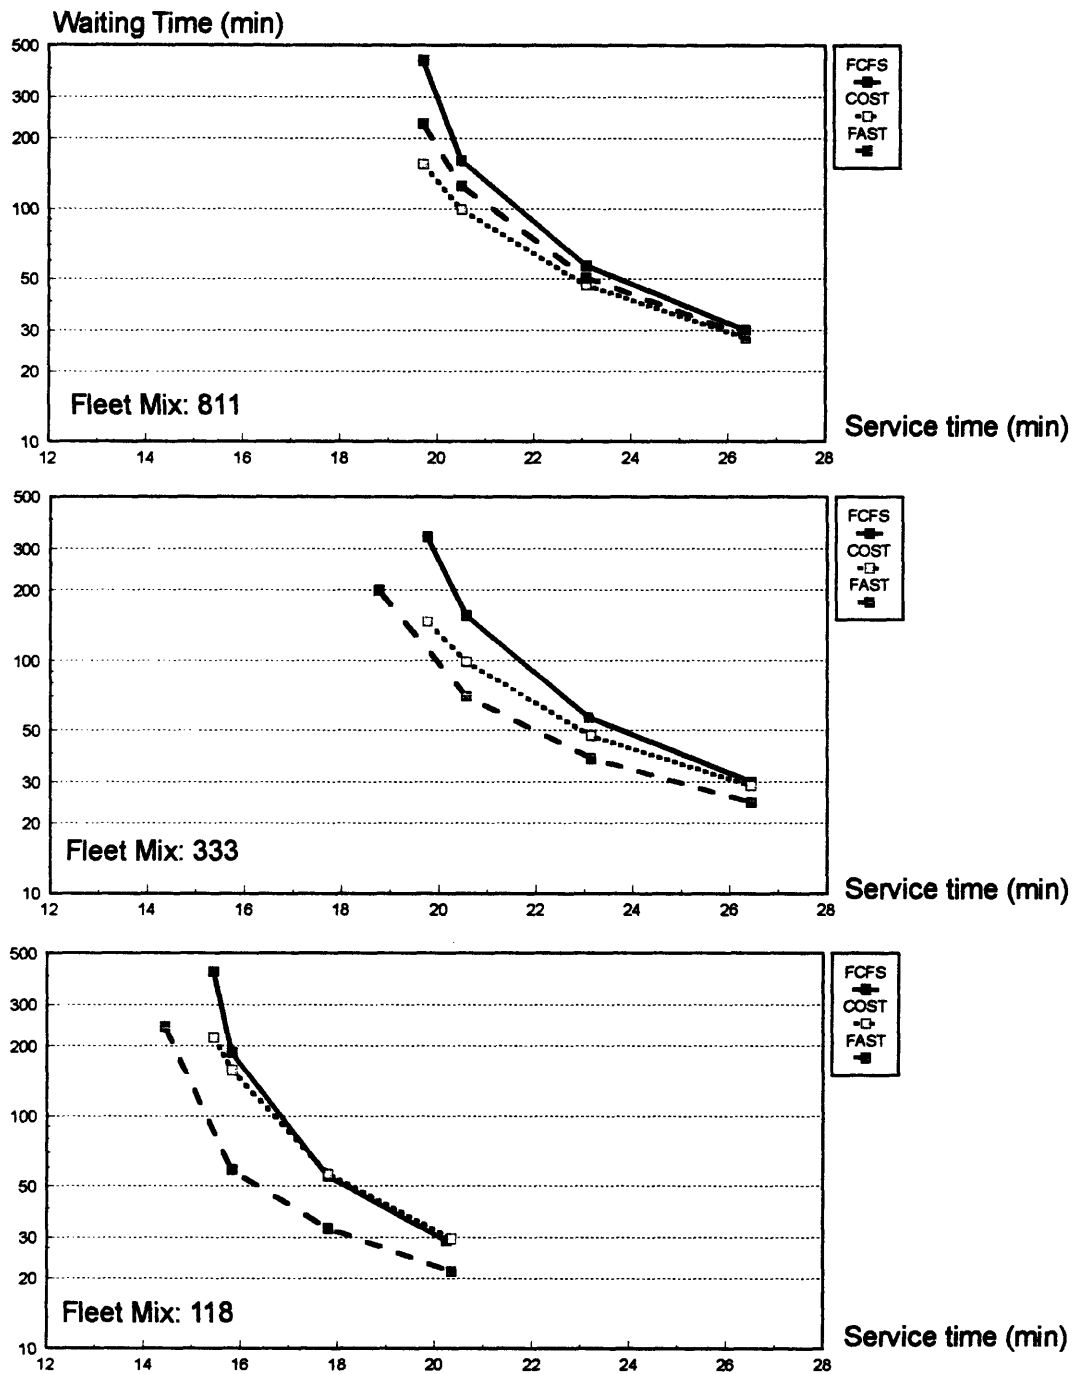 Waiting Time (min)
500
300
200
100
50
30
20
10
12 14 16 18 20 22 24 26 28
Fleet Mix: 811
Service time (min)
FCFS
COST
FAST
500
300
200
100
50
30
20
10
12 14 16 18 20 22 24 26 28
Fleet Mix: 333
Service time (min)
FCFS
COST
FAST
500
300
200
100
50
30
20
10
12 14 16 18 20 22 24 26 28
Fleet Mix: 118
Service time (min)
FCFS
COST
FAST